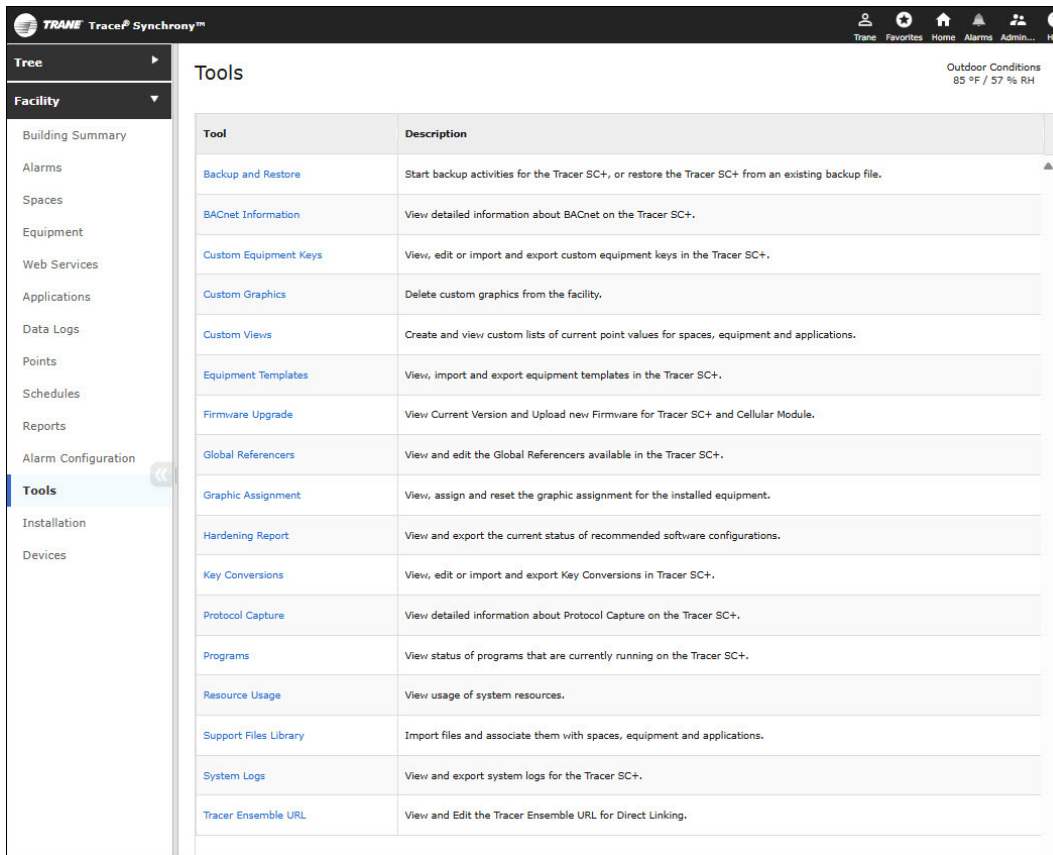 TRANE Tracer® Synchrony™
Trane Favorites Home Alarms Admin...
Tree
Facility
Building Summary
Alarms
Spaces
Equipment
Web Services
Applications
Data Logs
Points
Schedules
Reports
Alarm Configuration
Tools
Installation
Devices
Tools
Outdoor Conditions
85 ºF / 57 % RH
Tool Description
Backup and Restore Start backup activities for the Tracer SC+, or restore the Tracer SC+ from an existing backup file.
BACnet Information View detailed information about BACnet on the Tracer SC+.
Custom Equipment Keys View, edit or import and export custom equipment keys in the Tracer SC+.
Custom Graphics Delete custom graphics from the facility.
Custom Views Create and view custom lists of current point values for spaces, equipment and applications.
Equipment Templates View, import and export equipment templates in the Tracer SC+.
Firmware Upgrade View Current Version and Upload new Firmware for Tracer SC+ and Cellular Module.
Global Referencers View and edit the Global Referencers available in the Tracer SC+.
Graphic Assignment View, assign and reset the graphic assignment for the installed equipment.
Hardening Report View and export the current status of recommended software configurations.
Key Conversions View, edit or import and export Key Conversions in Tracer SC+.
Protocol Capture View detailed information about Protocol Capture on the Tracer SC+.
Programs View status of programs that are currently running on the Tracer SC+.
Resource Usage View usage of system resources.
Support Files Library Import files and associate them with spaces, equipment and applications.
System Logs View and export system logs for the Tracer SC+.
Tracer Ensemble URL View and Edit the Tracer Ensemble URL for Direct Linking.